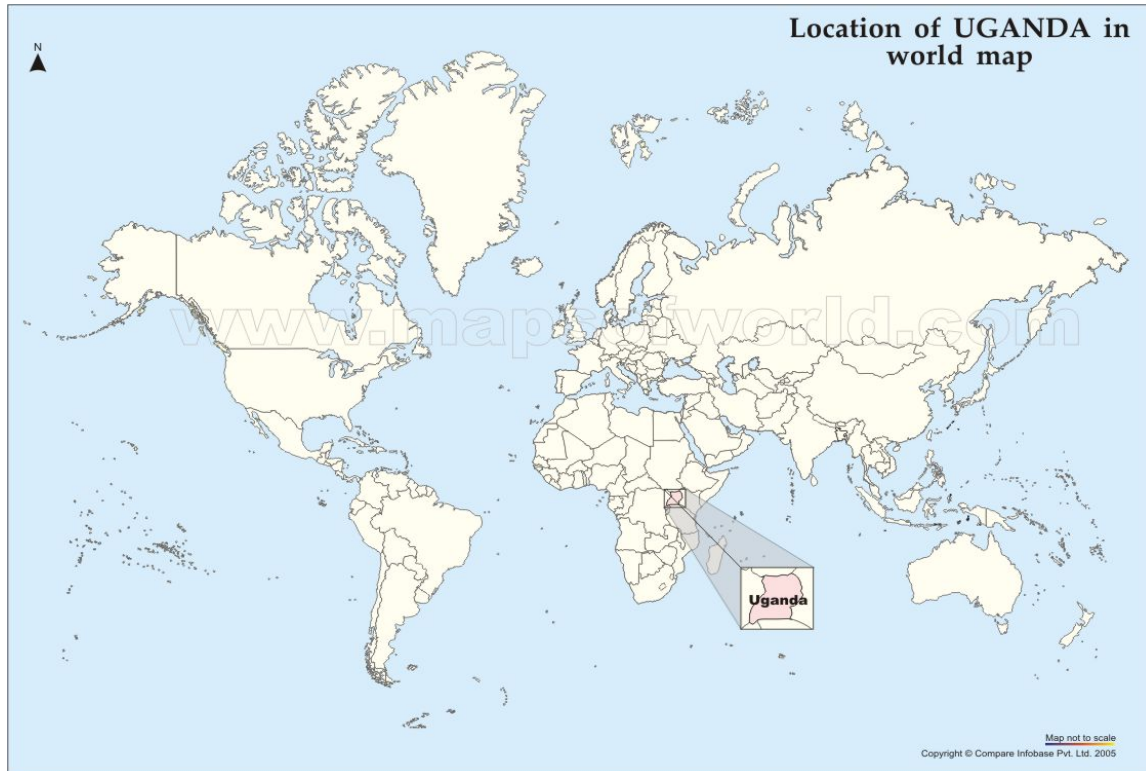 Location of UGANDA in
world map
N
www.mapsofworld.com
Uganda
Map not to scale
Copyright © Compare Infobase Pvt. Ltd. 2005